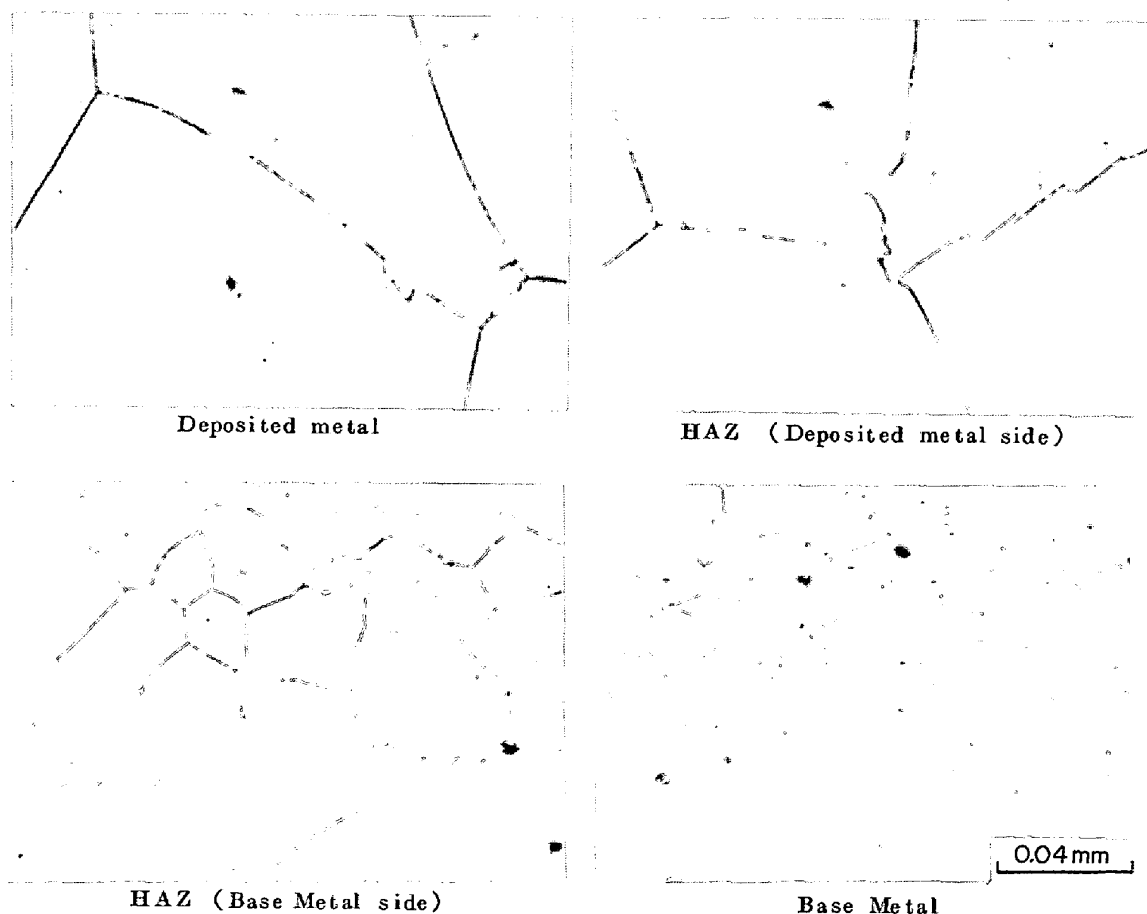 Deposited metal
HAZ (Deposited metal side)
HAZ (Base Metal side)
0.04mm
Base Metal